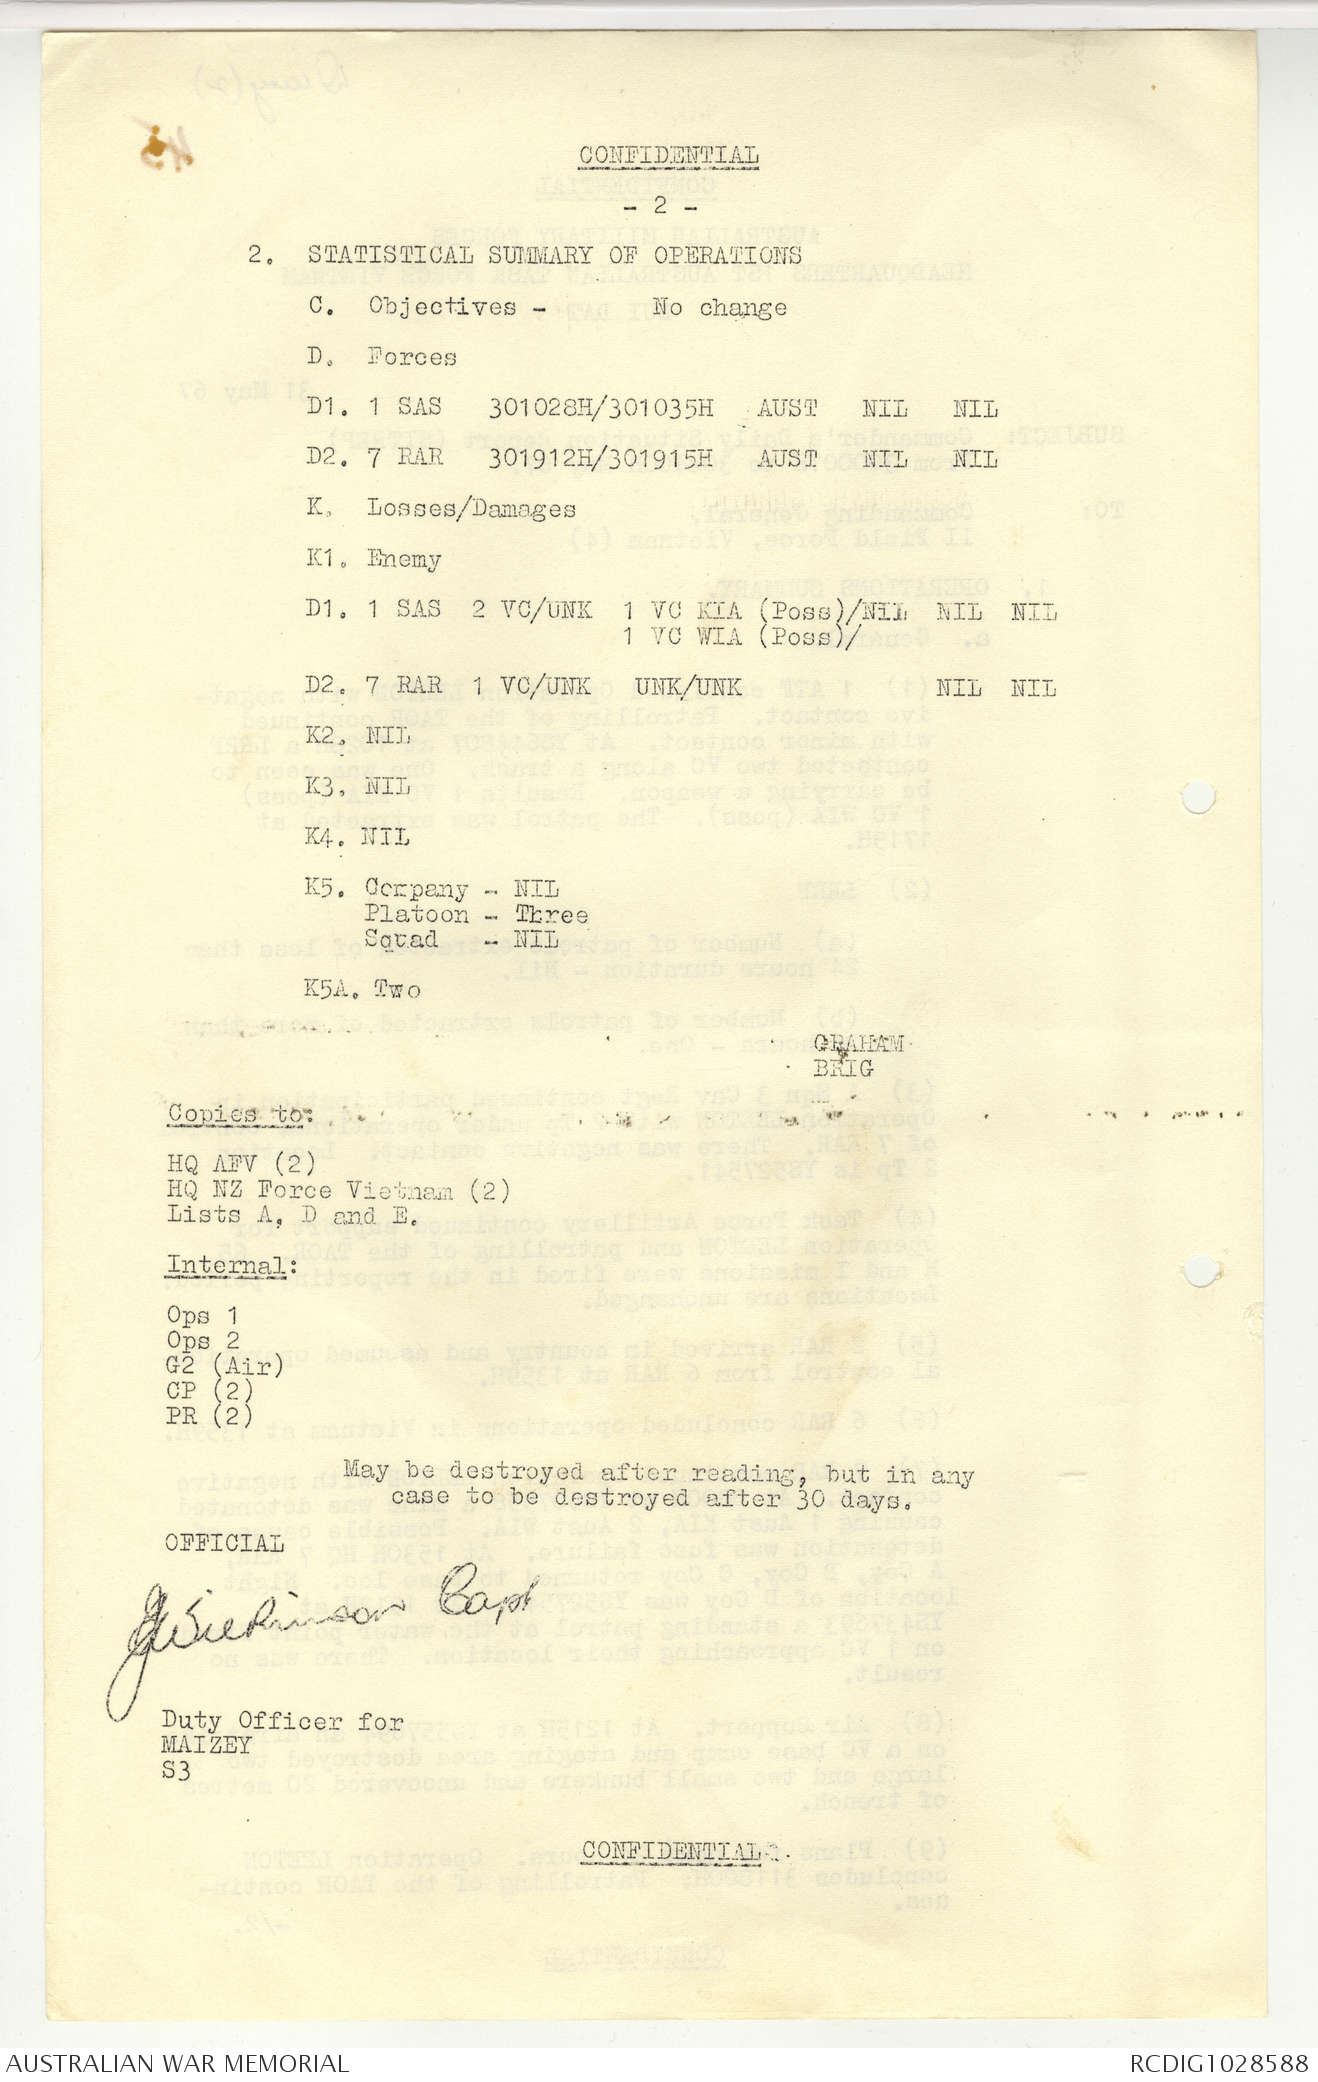 CONFIDENTIAL
- 2 -
2. STATISTICAL SUMMARY OF OPERATIONS
C. Objectives - No change
D. Forces
D1. 1 SAS 301028H/301035H AUST NIL NIL
D2. 7 RAR 301912H/301915H AUST NIL NIL
K. Losses/Damages
K1. Enemy
D1. 1 SAS 2 VC/UNK 1 VC KIA (Poss)/NIL NIL NIL
1 VC WIA (Poss)/
D2. 7 RAR 1 VC/UNK UNK/UNK NIL NIL
K2. NIL
K3. NIL
K4. NIL
K5. Company - NIL
Platoon - Three
Squad - NIL
K5A. Two
GRAHAM
BRIG
Copies to:
HQ AFV (2)
HQ NZ Force Vietnam (2)
Lists A, D and E.
Internal:
Ops 1
Ops 2
G2 (Air)
CP (2)
PR (2)
May be destroyed after reading, but in any
case to be destroyed after 30 days.
OFFICIAL
JWilkinson Capt
Duty Officer for
MAIZEY
S3
CONFIDENTIAL
AUSTRALIAN WAR MEMORIAL
RCDIG1028588